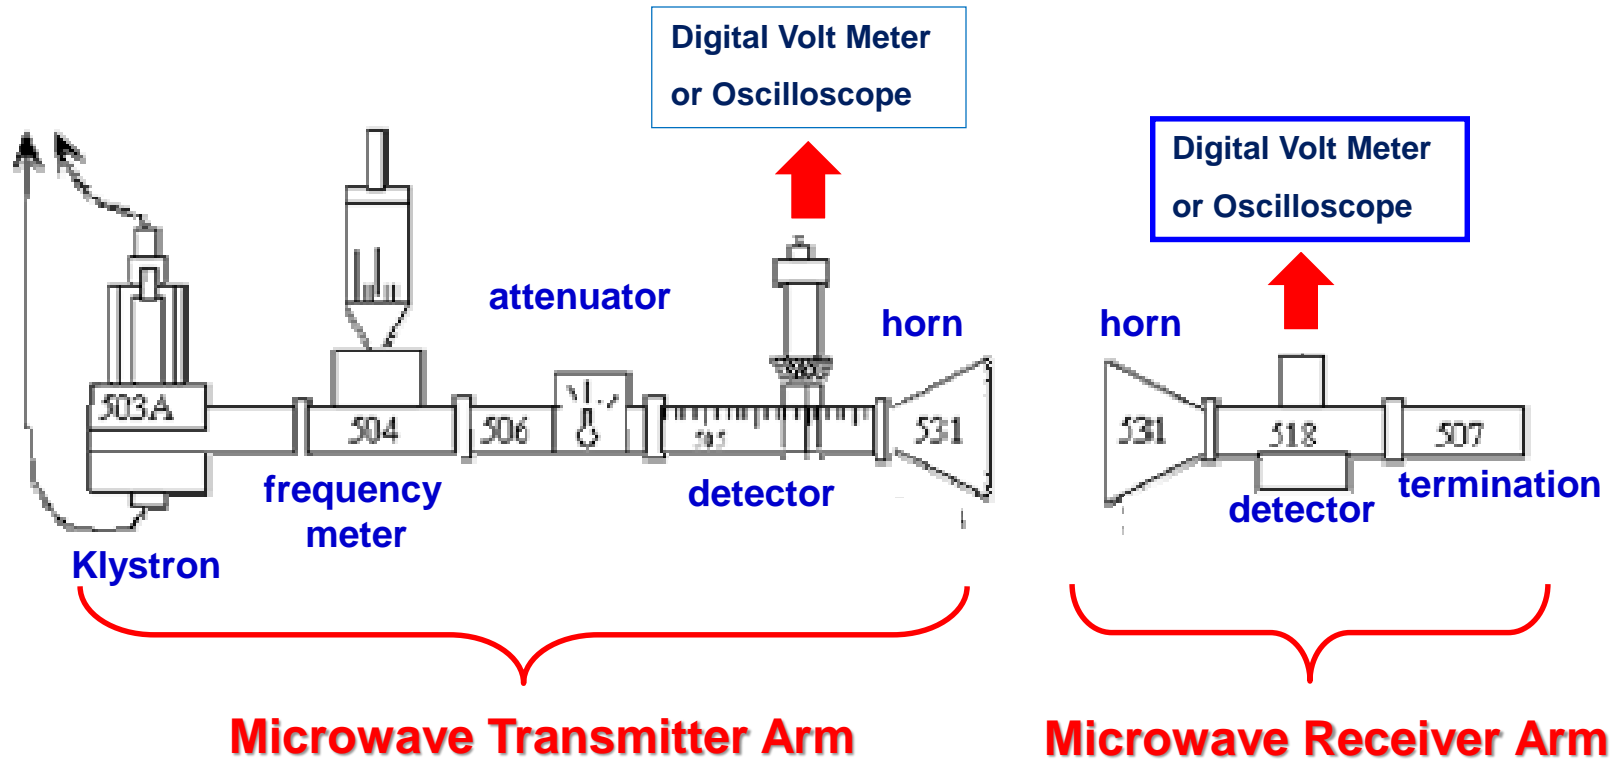 Digital Volt Meter
or Oscilloscope
Digital Volt Meter
or Oscilloscope
attenuator
horn
horn
503A
504
506
505
531
531
518
507
frequency
meter
detector
detector
termination
Klystron
Microwave Transmitter Arm
Microwave Receiver Arm